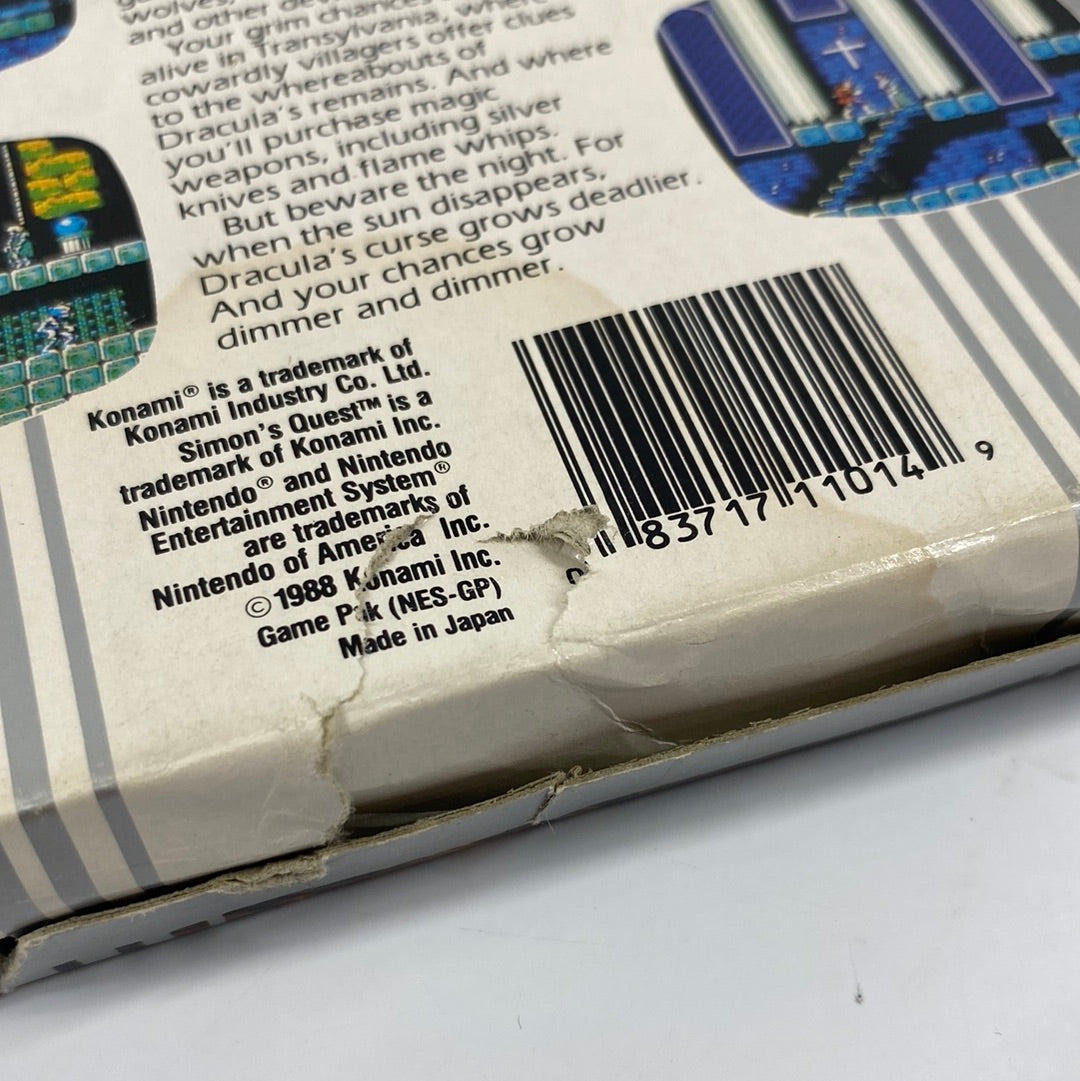 wolves,
and other
Your grim chances
alive in Transylvania, where
cowardly villagers offer clues
to the whereabouts of
Dracula's remains. And where
you'll purchase magic
weapons, including silver
knives and flame whips.
But beware the night. For
when the sun disappears,
Dracula's curse grows deadlier.
And your chances grow
dimmer and dimmer.
Konami® is a trademark of
Konami Industry Co. Ltd.
Simon's Quest™ is a
trademark of Konami Inc.
Nintendo® and Nintendo
Entertainment System®
are trademarks of
Nintendo of America Inc.
© 1988 Konami Inc.
Game Pak (NES-GP)
Made in Japan
0 83717 11014 9